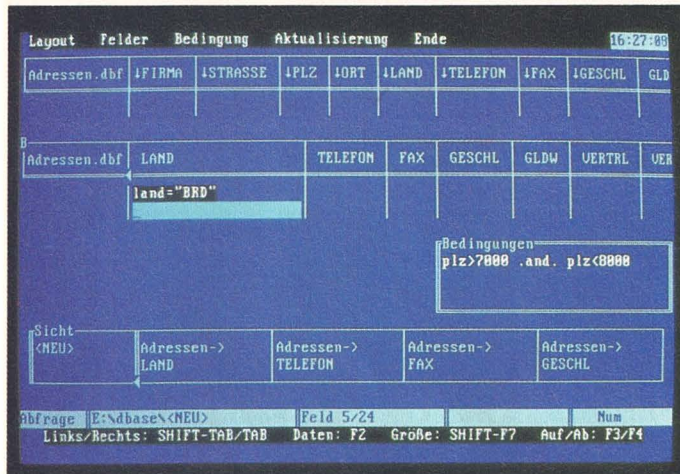 Layout Felder Bedingung Aktualisierung Ende 16:27:09
Adressen.dbf ↓FIRMA ↓STRASSE ↓PLZ ↓ORT ↓LAND ↓TELEFON ↓FAX ↓GESCHL GLD
B
Adressen.dbf LAND TELEFON FAX GESCHL GLDW VERTRL VER
land="BRD"
Bedingungen
plz>7000 .and. plz<8000
Sicht
<NEU> Adressen-> Adressen-> Adressen-> Adressen->
LAND TELEFON FAX GESCHL
Abfrage E:\dbase\<NEU> Feld 5/24 Num
Links/Rechts: SHIFT-TAB/TAB Daten: F2 Größe: SHIFT-F7 Auf/Ab: F3/F4